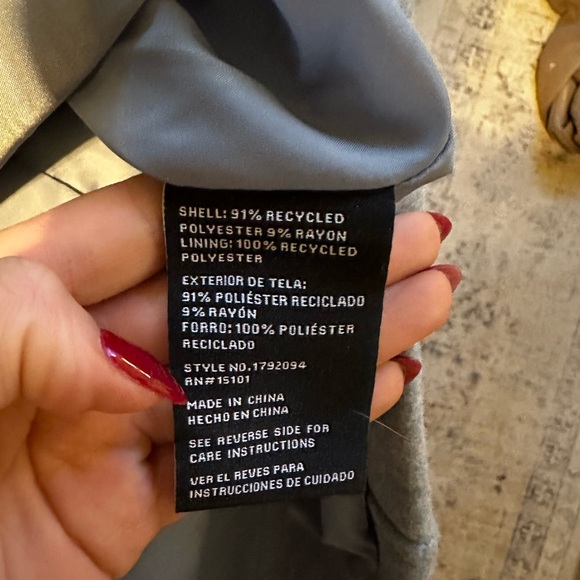 SHELL: 91% RECYCLED
POLYESTER 9% RAYON
LINING: 100% RECYCLED
POLYESTER
EXTERIOR DE TELA:
91% POLIÉSTER RECICLADO
9% RAYÓN
FORRO: 100% POLIÉSTER
RECICLADO
STYLE NO. 1792094
RN# 15101
MADE IN CHINA
HECHO EN CHINA
SEE REVERSE SIDE FOR
CARE INSTRUCTIONS
VER EL REVES PARA
INSTRUCCIONES DE CUIDADO